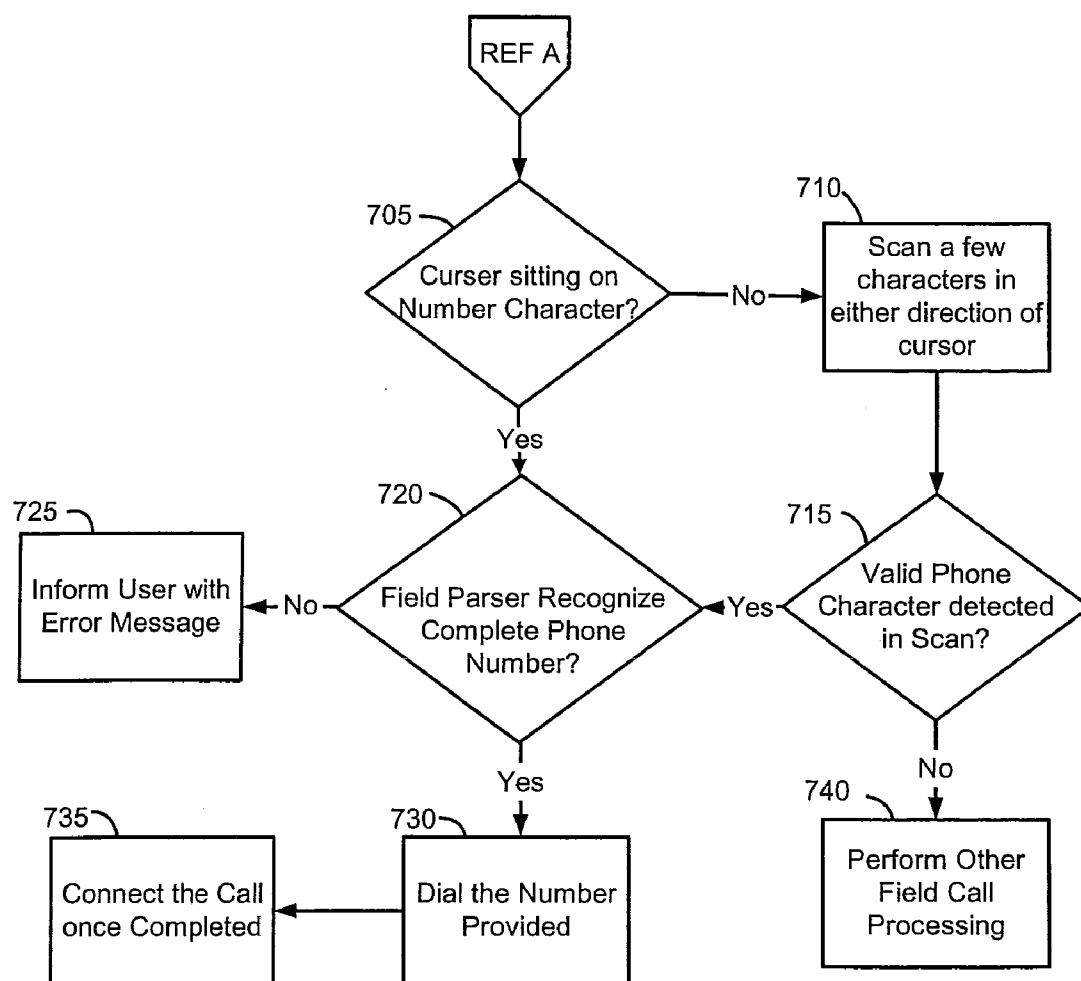 REF A
705
Curser sitting on
Number Character?
No
710
Scan a few
characters in
either direction of
cursor
Yes
720
Field Parser Recognize
Complete Phone
Number?
715
Valid Phone
Character detected
in Scan?
Yes
No
725
Inform User with
Error Message
Yes
No
730
Dial the Number
Provided
735
Connect the Call
once Completed
740
Perform Other
Field Call
Processing